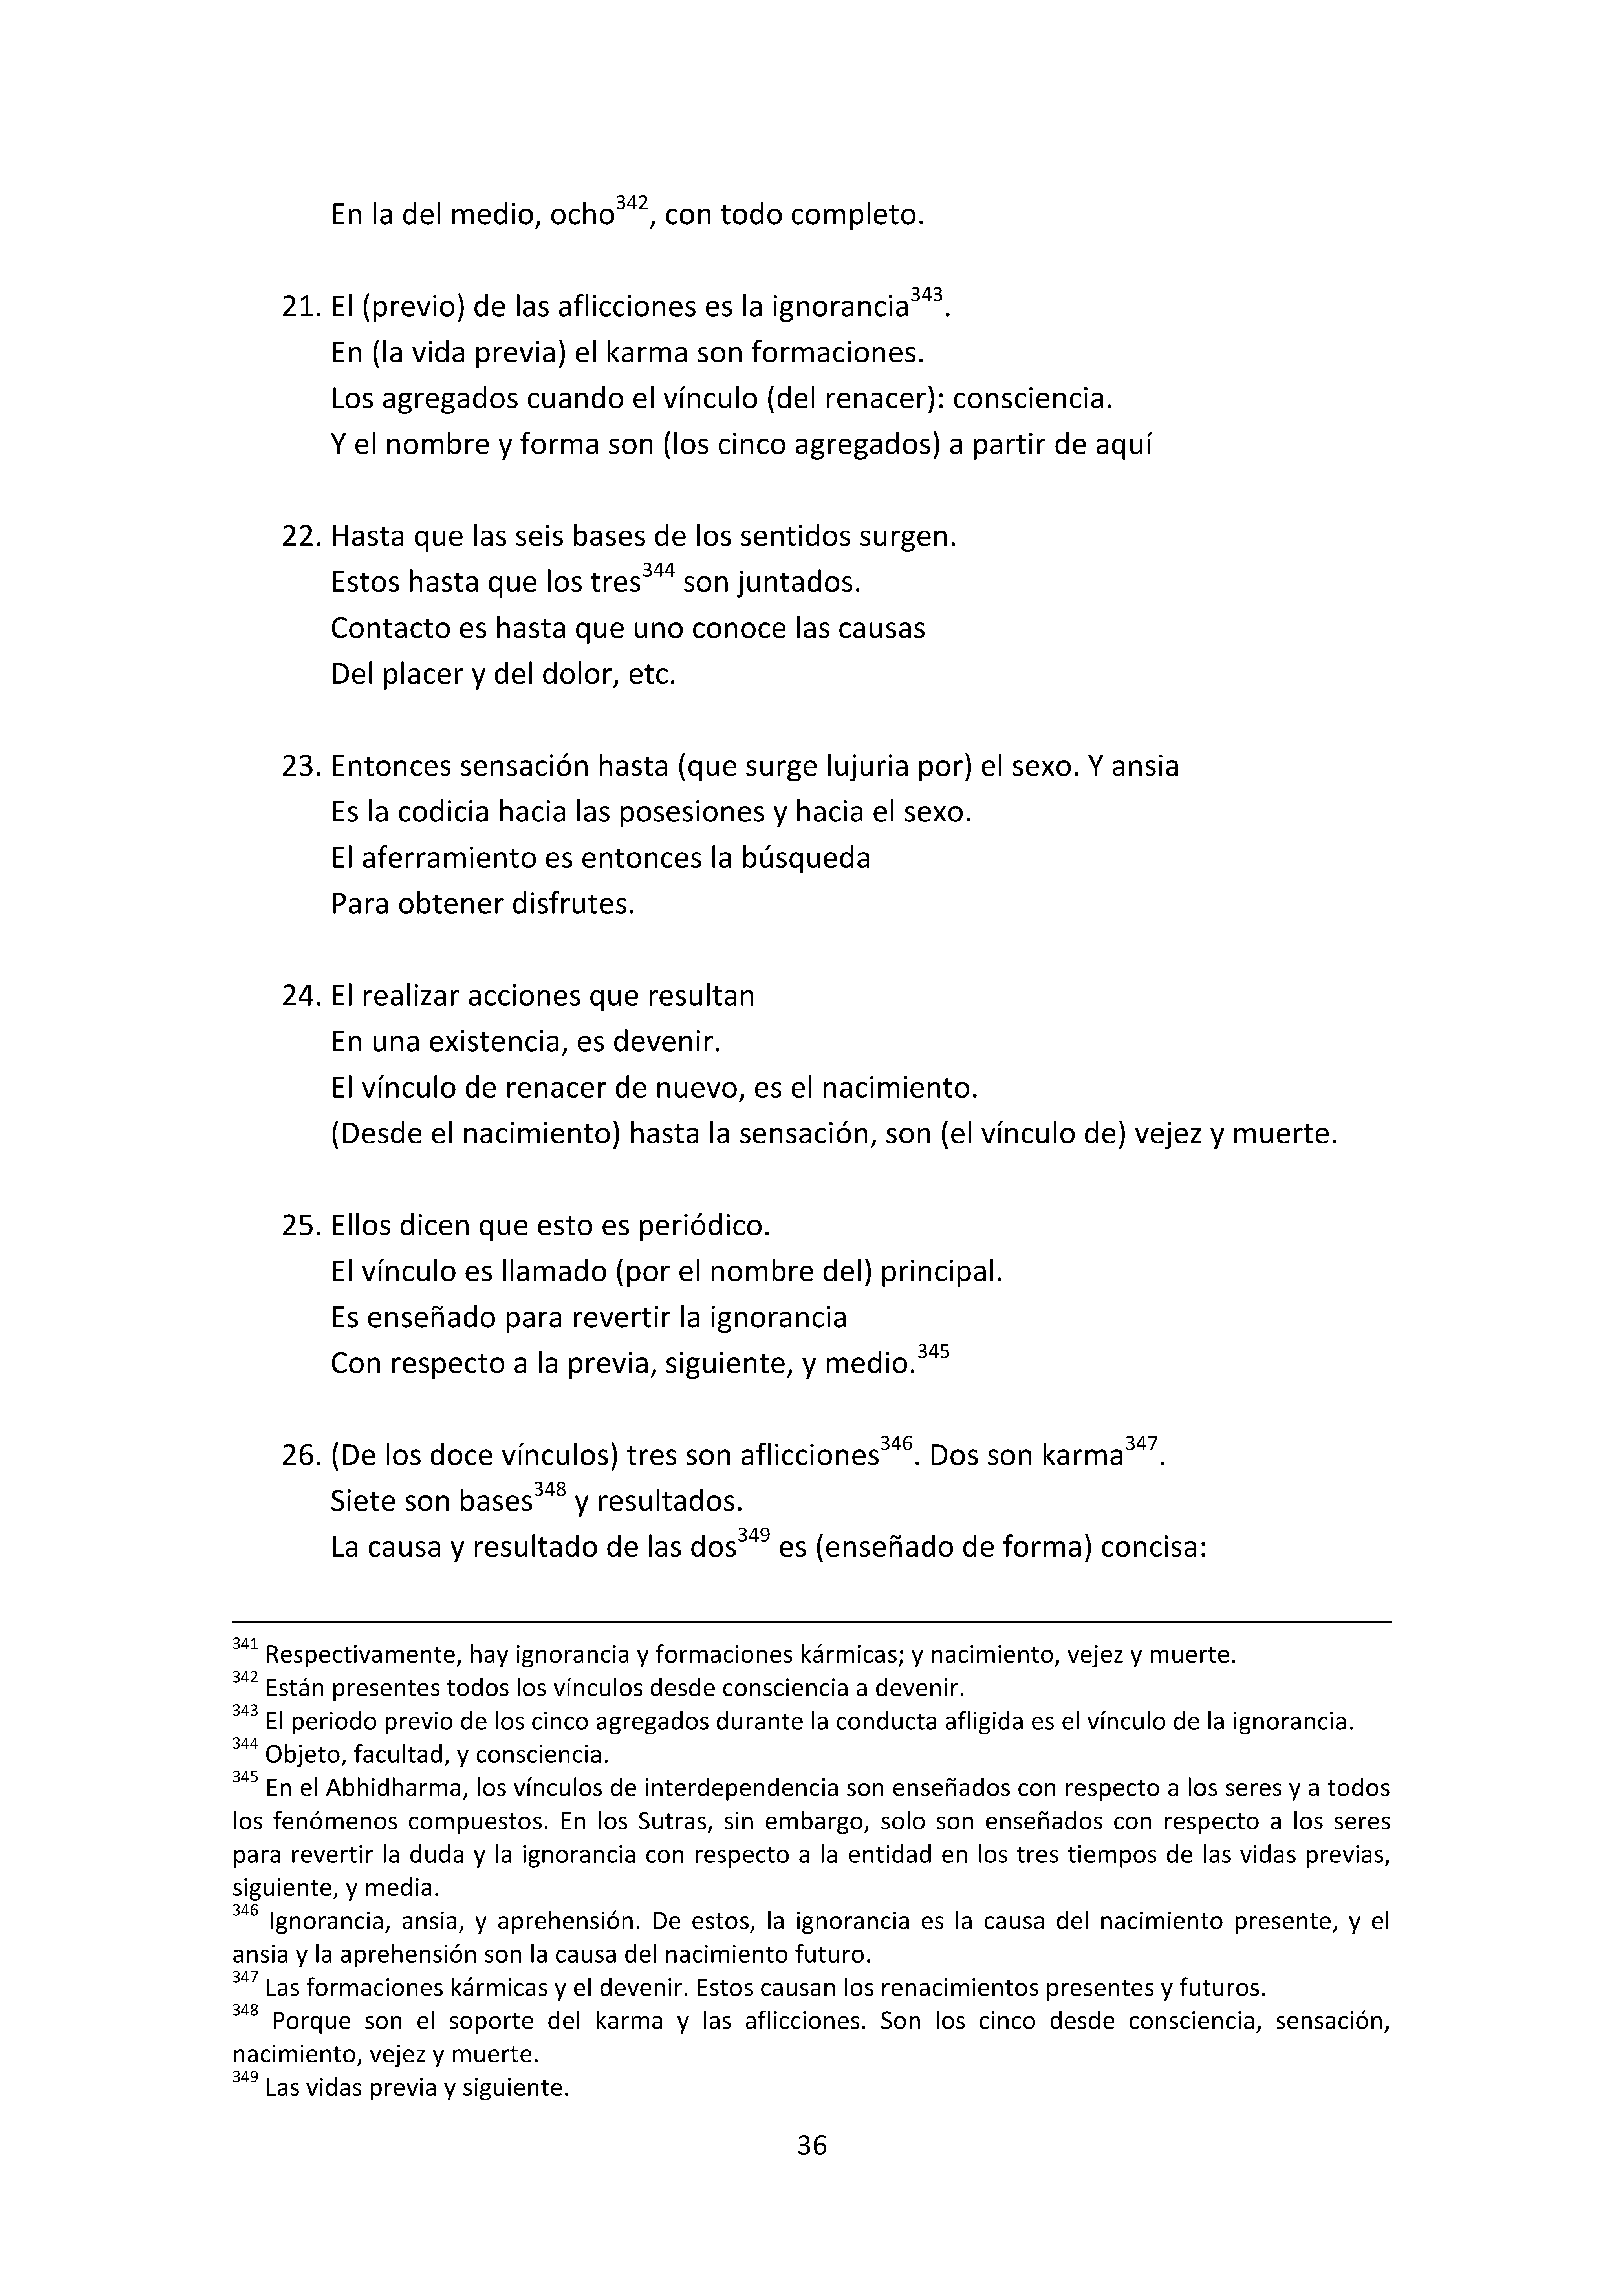 En la del medio, ocho³⁴², con todo completo.
21. El (previo) de las aflicciones es la ignorancia³⁴³.
En (la vida previa) el karma son formaciones.
Los agregados cuando el vínculo (del renacer): consciencia.
Y el nombre y forma son (los cinco agregados) a partir de aquí
22. Hasta que las seis bases de los sentidos surgen.
Estos hasta que los tres³⁴⁴ son juntados.
Contacto es hasta que uno conoce las causas
Del placer y del dolor, etc.
23. Entonces sensación hasta (que surge lujuria por) el sexo. Y ansia
Es la codicia hacia las posesiones y hacia el sexo.
El aferramiento es entonces la búsqueda
Para obtener disfrutes.
24. El realizar acciones que resultan
En una existencia, es devenir.
El vínculo de renacer de nuevo, es el nacimiento.
(Desde el nacimiento) hasta la sensación, son (el vínculo de) vejez y muerte.
25. Ellos dicen que esto es periódico.
El vínculo es llamado (por el nombre del) principal.
Es enseñado para revertir la ignorancia
Con respecto a la previa, siguiente, y medio.³⁴⁵
26. (De los doce vínculos) tres son aflicciones³⁴⁶. Dos son karma³⁴⁷.
Siete son bases³⁴⁸ y resultados.
La causa y resultado de las dos³⁴⁹ es (enseñado de forma) concisa:
³⁴¹ Respectivamente, hay ignorancia y formaciones kármicas; y nacimiento, vejez y muerte.
³⁴² Están presentes todos los vínculos desde consciencia a devenir.
³⁴³ El periodo previo de los cinco agregados durante la conducta afligida es el vínculo de la ignorancia.
³⁴⁴ Objeto, facultad, y consciencia.
³⁴⁵ En el Abhidharma, los vínculos de interdependencia son enseñados con respecto a los seres y a todos
los fenómenos compuestos. En los Sutras, sin embargo, solo son enseñados con respecto a los seres
para revertir la duda y la ignorancia con respecto a la entidad en los tres tiempos de las vidas previas,
siguiente, y media.
³⁴⁶ Ignorancia, ansia, y aprehensión. De estos, la ignorancia es la causa del nacimiento presente, y el
ansia y la aprehensión son la causa del nacimiento futuro.
³⁴⁷ Las formaciones kármicas y el devenir. Estos causan los renacimientos presentes y futuros.
³⁴⁸ Porque son el soporte del karma y las aflicciones. Son los cinco desde consciencia, sensación,
nacimiento, vejez y muerte.
³⁴⁹ Las vidas previa y siguiente.
36